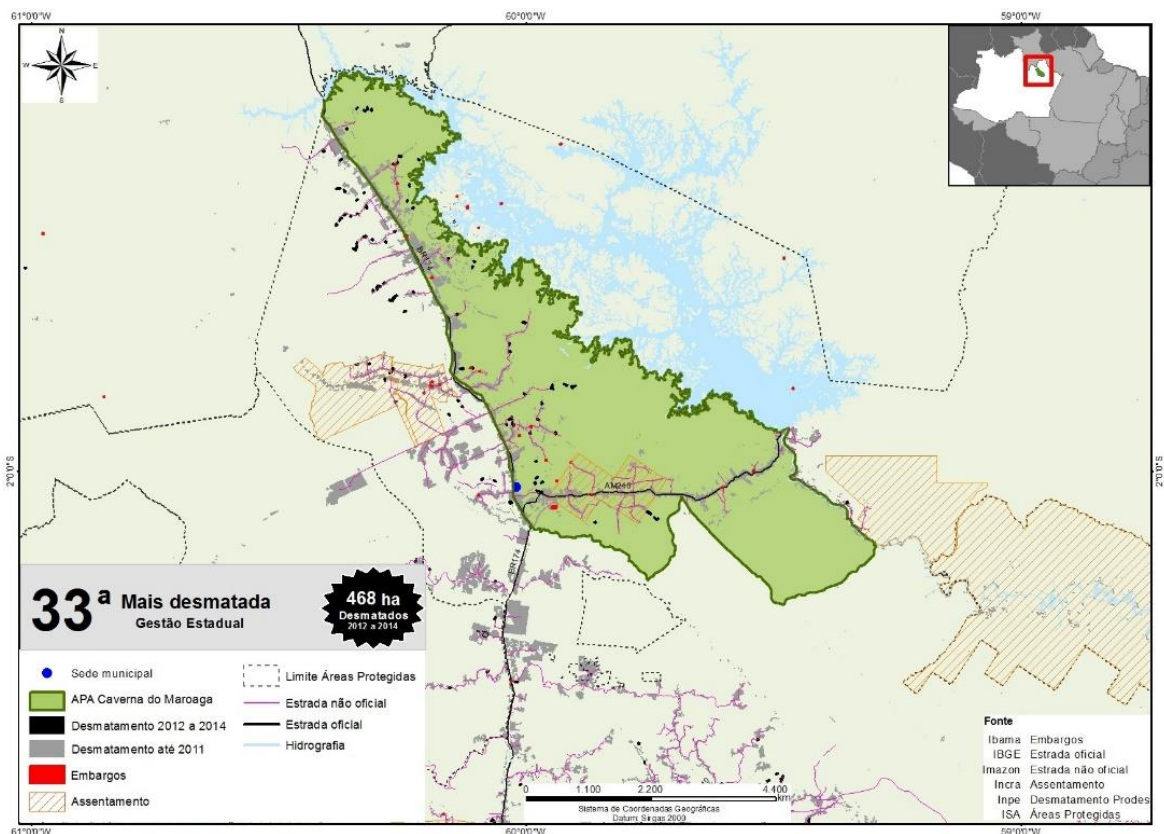 61°0'0"W 60°0'0"W 59°0'0"W
N
W E
S
BR174
2°0'0"S 2°0'0"S
AM240
BR174
33ª Mais desmatada
Gestão Estadual
468 ha
Desmatados
2012 a 2014
Sede municipal
APA Caverna do Maroaga
Desmatamento 2012 a 2014
Desmatamento até 2011
Embargos
Assentamento
Limite Áreas Protegidas
Estrada não oficial
Estrada oficial
Hidrografia
0 1.100 2.200 4.400
km
Sistema de Coordenadas Geográficas
Datum: Sirgas 2000
Fonte
Ibama Embargos
IBGE Estrada oficial
Imazon Estrada não oficial
Incra Assentamento
Inpe Desmatamento Prodes
ISA Áreas Protegidas
61°0'0"W 60°0'0"W 59°0'0"W